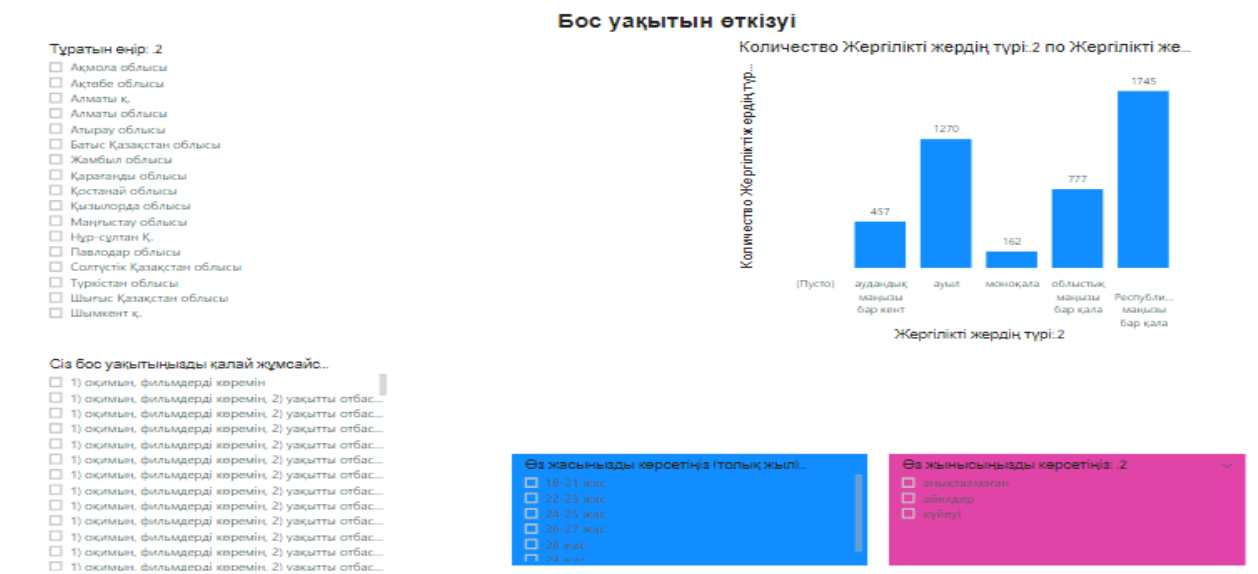 Бос уақытын өткізуі
Тұратын өңір: .2
Ақмола облысы
Ақтөбе облысы
Алматы қ.
Алматы облысы
Атырау облысы
Батыс Қазақстан облысы
Жамбыл облысы
Қарағанды облысы
Қостанай облысы
Қызылорда облысы
Маңғыстау облысы
Нұр-сұлтан Қ.
Павлодар облысы
Солтүстік Қазақстан облысы
Түркістан облысы
Шығыс Қазақстан облысы
Шымкент қ.
Количество Жергілікті жердің түрі:.2 по Жергілікті же...
Количество Жергілікті жердің түр...
1745
1270
777
457
162
(Пусто)
аудандық маңызы бар кент
ауыл
моноқала
облыстық маңызы бар қала
Республи... маңызы бар қала
Жергілікті жердің түрі:.2
Сіз бос уақытыңызды қалай жұмсайс...
1) оқимын, фильмдерді көремін
1) оқимын, фильмдерді көремін, 2) уақытты отбас...
1) оқимын, фильмдерді көремін, 2) уақытты отбас...
1) оқимын, фильмдерді көремін, 2) уақытты отбас...
1) оқимын, фильмдерді көремін, 2) уақытты отбас...
1) оқимын, фильмдерді көремін, 2) уақытты отбас...
1) оқимын, фильмдерді көремін, 2) уақытты отбас...
1) оқимын, фильмдерді көремін, 2) уақытты отбас...
1) оқимын, фильмдерді көремін, 2) уақытты отбас...
1) оқимын, фильмдерді көремін, 2) уақытты отбас...
1) оқимын, фильмдерді көремін, 2) уақытты отбас...
1) оқимын, фильмдерді көремін, 2) уақытты отбас...
1) оқимын, фильмдерді көремін, 2) уақытты отбас...
Өз жасыңызды көрсетіңіз (толық жыл)...
18-21 жас
22-23 жас
24-25 жас
26-27 жас
28 жас
29 жас
Өз жынысыңызды көрсетіңіз: .2
анықталмаған
әйелдер
күйеуі